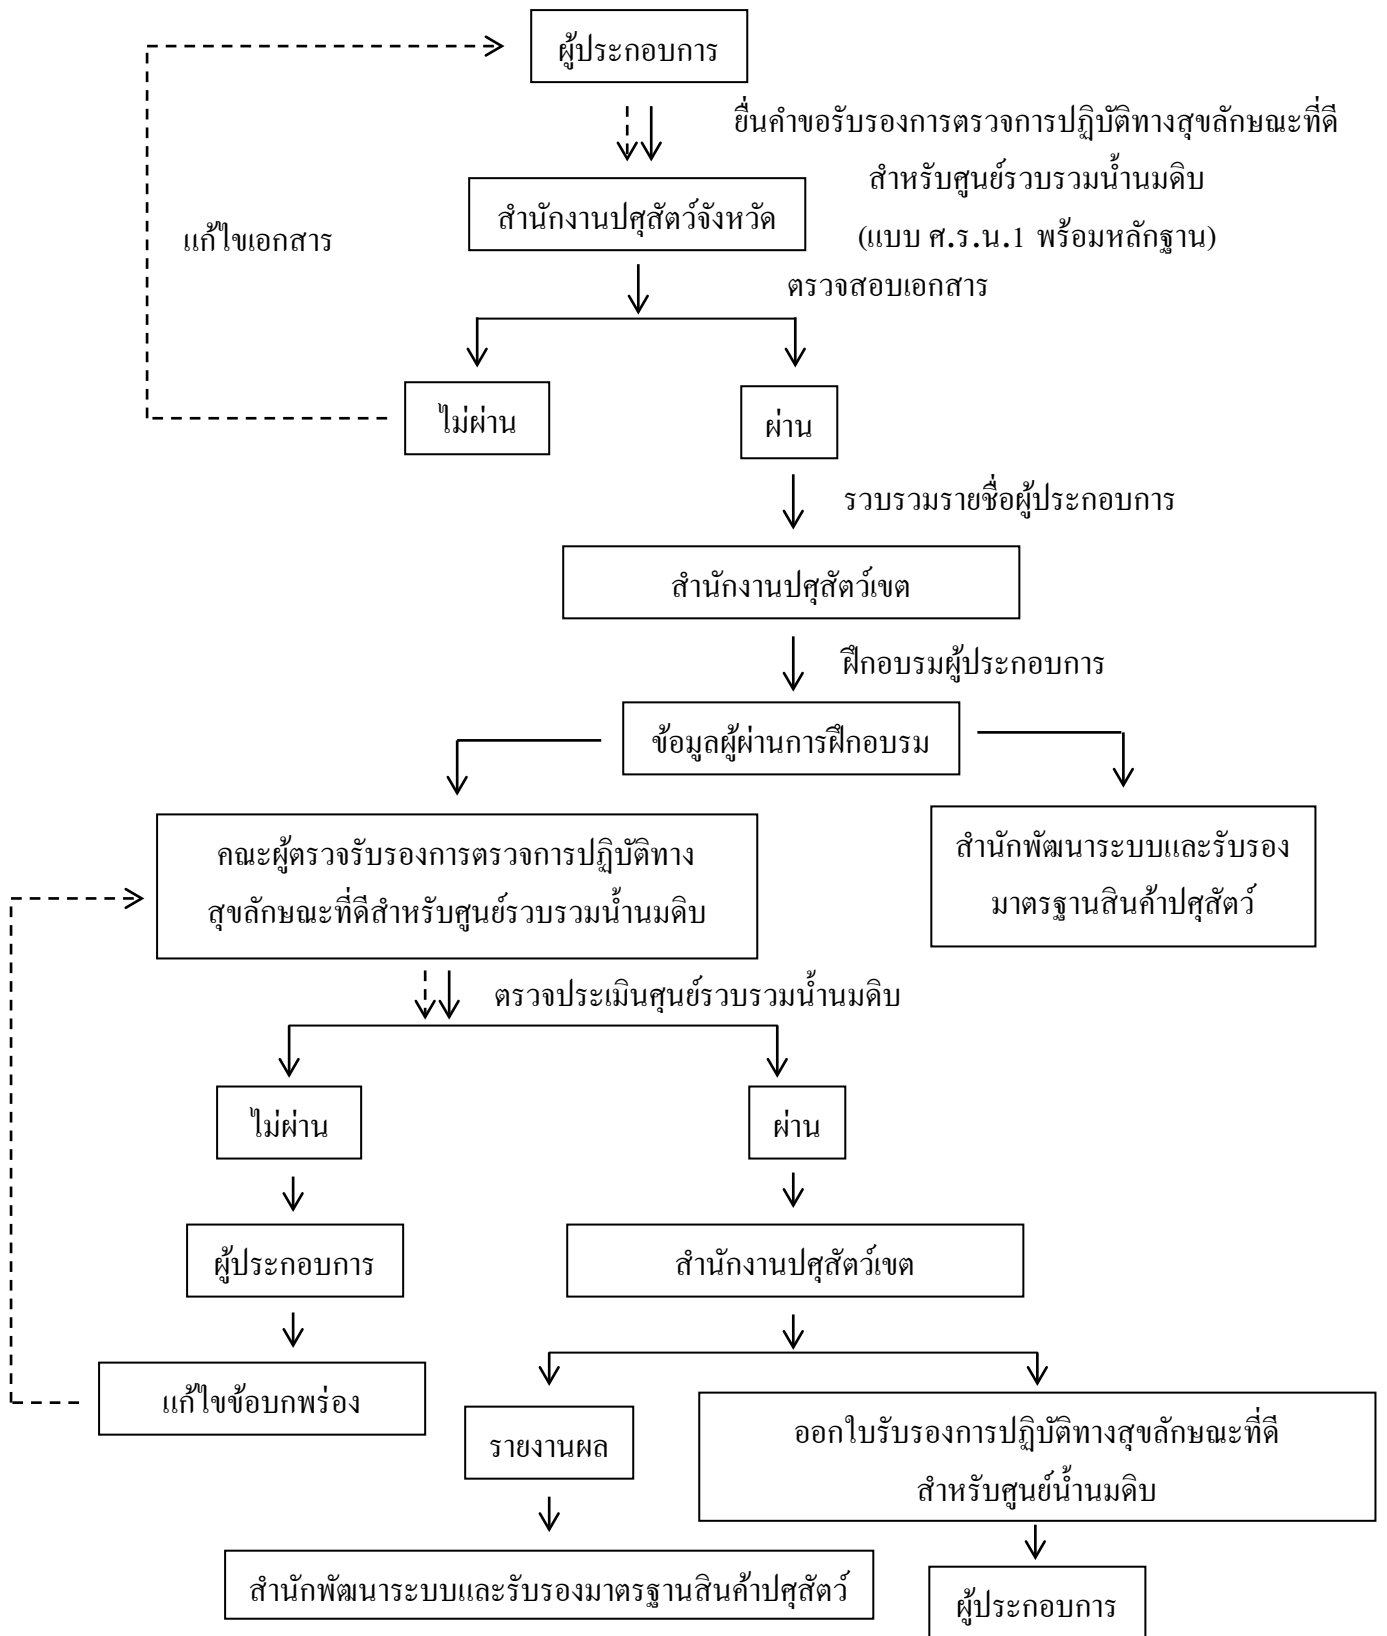 ผู้ประกอบการ
ยื่นคำขอรับรองการตรวจการปฏิบัติทางสุขลักษณะที่ดี
สำหรับศูนย์รวบรวมน้ำนมดิบ
(แบบ ศ.ร.น.1 พร้อมหลักฐาน)
สำนักงานปศุสัตว์จังหวัด
แก้ไขเอกสาร
ตรวจสอบเอกสาร
ไม่ผ่าน
ผ่าน
รวบรวมรายชื่อผู้ประกอบการ
สำนักงานปศุสัตว์เขต
ฝึกอบรมผู้ประกอบการ
ข้อมูลผู้ผ่านการฝึกอบรม
คณะผู้ตรวจรับรองการตรวจการปฏิบัติทาง
สุขลักษณะที่ดีสำหรับศูนย์รวบรวมน้ำนมดิบ
สำนักพัฒนาระบบและรับรอง
มาตรฐานสินค้าปศุสัตว์
ตรวจประเมินศูนย์รวบรวมน้ำนมดิบ
ไม่ผ่าน
ผ่าน
ผู้ประกอบการ
สำนักงานปศุสัตว์เขต
แก้ไขข้อบกพร่อง
รายงานผล
ออกใบรับรองการปฏิบัติทางสุขลักษณะที่ดี
สำหรับศูนย์น้ำนมดิบ
สำนักพัฒนาระบบและรับรองมาตรฐานสินค้าปศุสัตว์
ผู้ประกอบการ